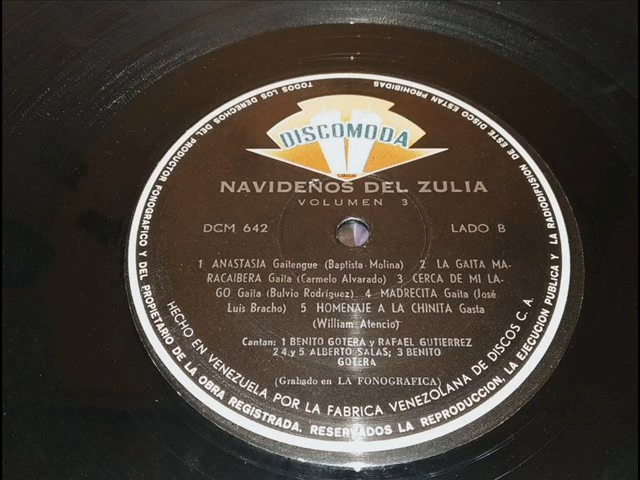 DISCOMODA
NAVIDEÑOS DEL ZULIA
VOLUMEN 3
DCM 642
LADO B
1 ANASTASIA Gaitengue (Baptista-Molina) 2 LA GAITA MA-
RACAIBERA Gaita (Carmelo Alvarado) 3 CERCA DE MI LA-
GO Gaita (Bulvio Rodríguez) 4 MADRECITA Gaita (José
Luis Bracho) 5 HOMENAJE A LA CHINITA Gasta
(William Atencio)
Cantan: 1 BENITO GOTERA y RAFAEL GUTIERREZ
2 4 y 5 ALBERTO SALAS; 3 BENITO
GOTERA
(Grabado en LA FONOGRAFICA)
HECHO EN VENEZUELA POR LA FABRICA VENEZOLANA DE DISCOS C. A.
TODOS LOS DERECHOS DEL PRODUCTOR FONOGRAFICO Y DEL PROPIETARIO DE LA OBRA REGISTRADA. RESERVADOS LA REPRODUCCION, LA EJECUCION PUBLICA Y LA RADIODIFUSION DE ESTE DISCO ESTAN PROHIBIDAS